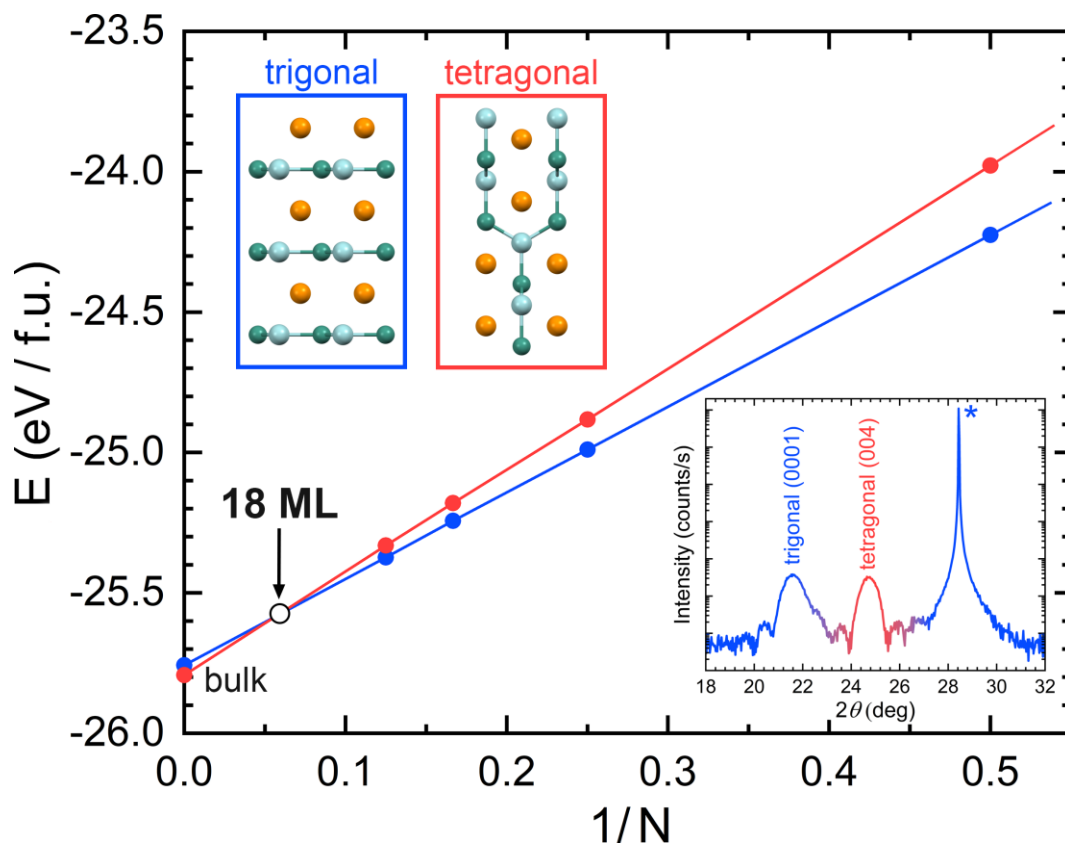 -23.5
-24.0
-24.5
-25.0
-25.5
-26.0
E (eV / f.u.)
trigonal
tetragonal
18 ML
bulk
0.0
0.1
0.2
0.3
0.4
0.5
1/ N
Intensity (counts/s)
trigonal (0001)
tetragonal (004)
*
18
20
22
24
26
28
30
32
2θ (deg)